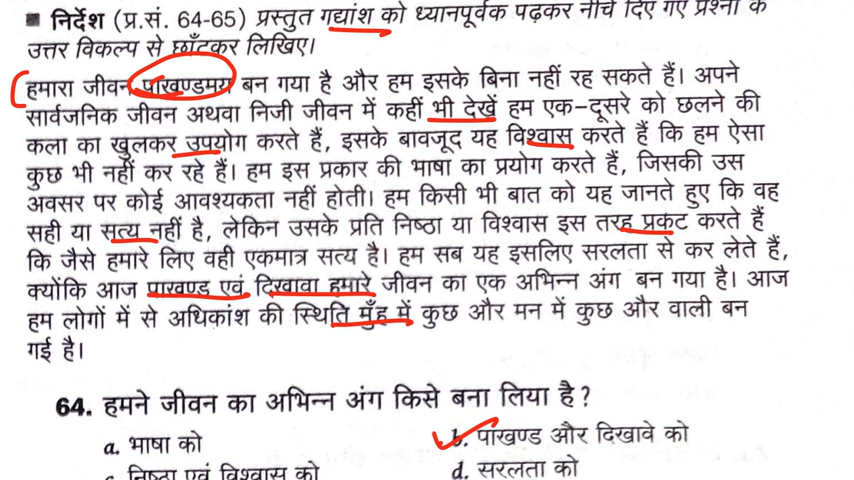 ■ निर्देश (प्र.सं. 64-65) प्रस्तुत गद्यांश को ध्यानपूर्वक पढ़कर नीचे दिए गए प्रश्नों के
उत्तर विकल्प से छाँटकर लिखिए।
हमारा जीवन पाखण्डमय बन गया है और हम इसके बिना नहीं रह सकते हैं। अपने
सार्वजनिक जीवन अथवा निजी जीवन में कहीं भी देखें हम एक-दूसरे को छलने की
कला का खुलकर उपयोग करते हैं, इसके बावजूद यह विश्वास करते हैं कि हम ऐसा
कुछ भी नहीं कर रहे हैं। हम इस प्रकार की भाषा का प्रयोग करते हैं, जिसकी उस
अवसर पर कोई आवश्यकता नहीं होती। हम किसी भी बात को यह जानते हुए कि वह
सही या सत्य नहीं है, लेकिन उसके प्रति निष्ठा या विश्वास इस तरह प्रकट करते हैं
कि जैसे हमारे लिए वही एकमात्र सत्य है। हम सब यह इसलिए सरलता से कर लेते हैं,
क्योंकि आज पाखण्ड एवं दिखावा हमारे जीवन का एक अभिन्न अंग बन गया है। आज
हम लोगों में से अधिकांश की स्थिति मुँह में कुछ और मन में कुछ और वाली बन
गई है।
64. हमने जीवन का अभिन्न अंग किसे बना लिया है?
a. भाषा को b. पाखण्ड और दिखावे को
c. निष्ठा एवं विश्वास को d. सरलता को